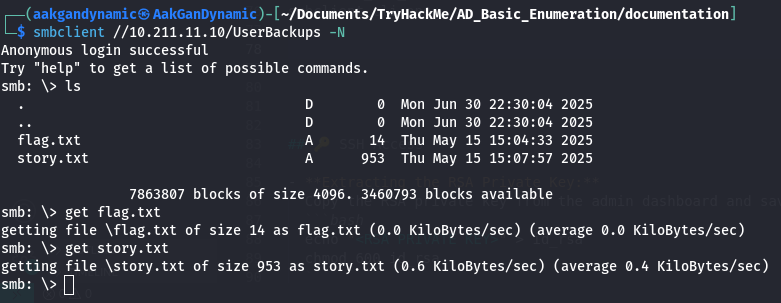 ┌──(aakgandynamic㉿AakGanDynamic)-[~/Documents/TryHackMe/AD_Basic_Enumeration/documentation]
└─$ smbclient //10.211.11.10/UserBackups -N
Anonymous login successful
Try "help" to get a list of possible commands.
smb: \> ls
  .                                   D        0  Mon Jun 30 22:30:04 2025
  ..                                  D        0  Mon Jun 30 22:30:04 2025
  flag.txt                            A       14  Thu May 15 15:04:33 2025
  story.txt                           A      953  Thu May 15 15:07:57 2025
                7863807 blocks of size 4096. 3460793 blocks available
smb: \> get flag.txt
getting file \flag.txt of size 14 as flag.txt (0.0 KiloBytes/sec) (average 0.0 KiloBytes/sec)
smb: \> get story.txt
getting file \story.txt of size 953 as story.txt (0.6 KiloBytes/sec) (average 0.4 KiloBytes/sec)
smb: \>